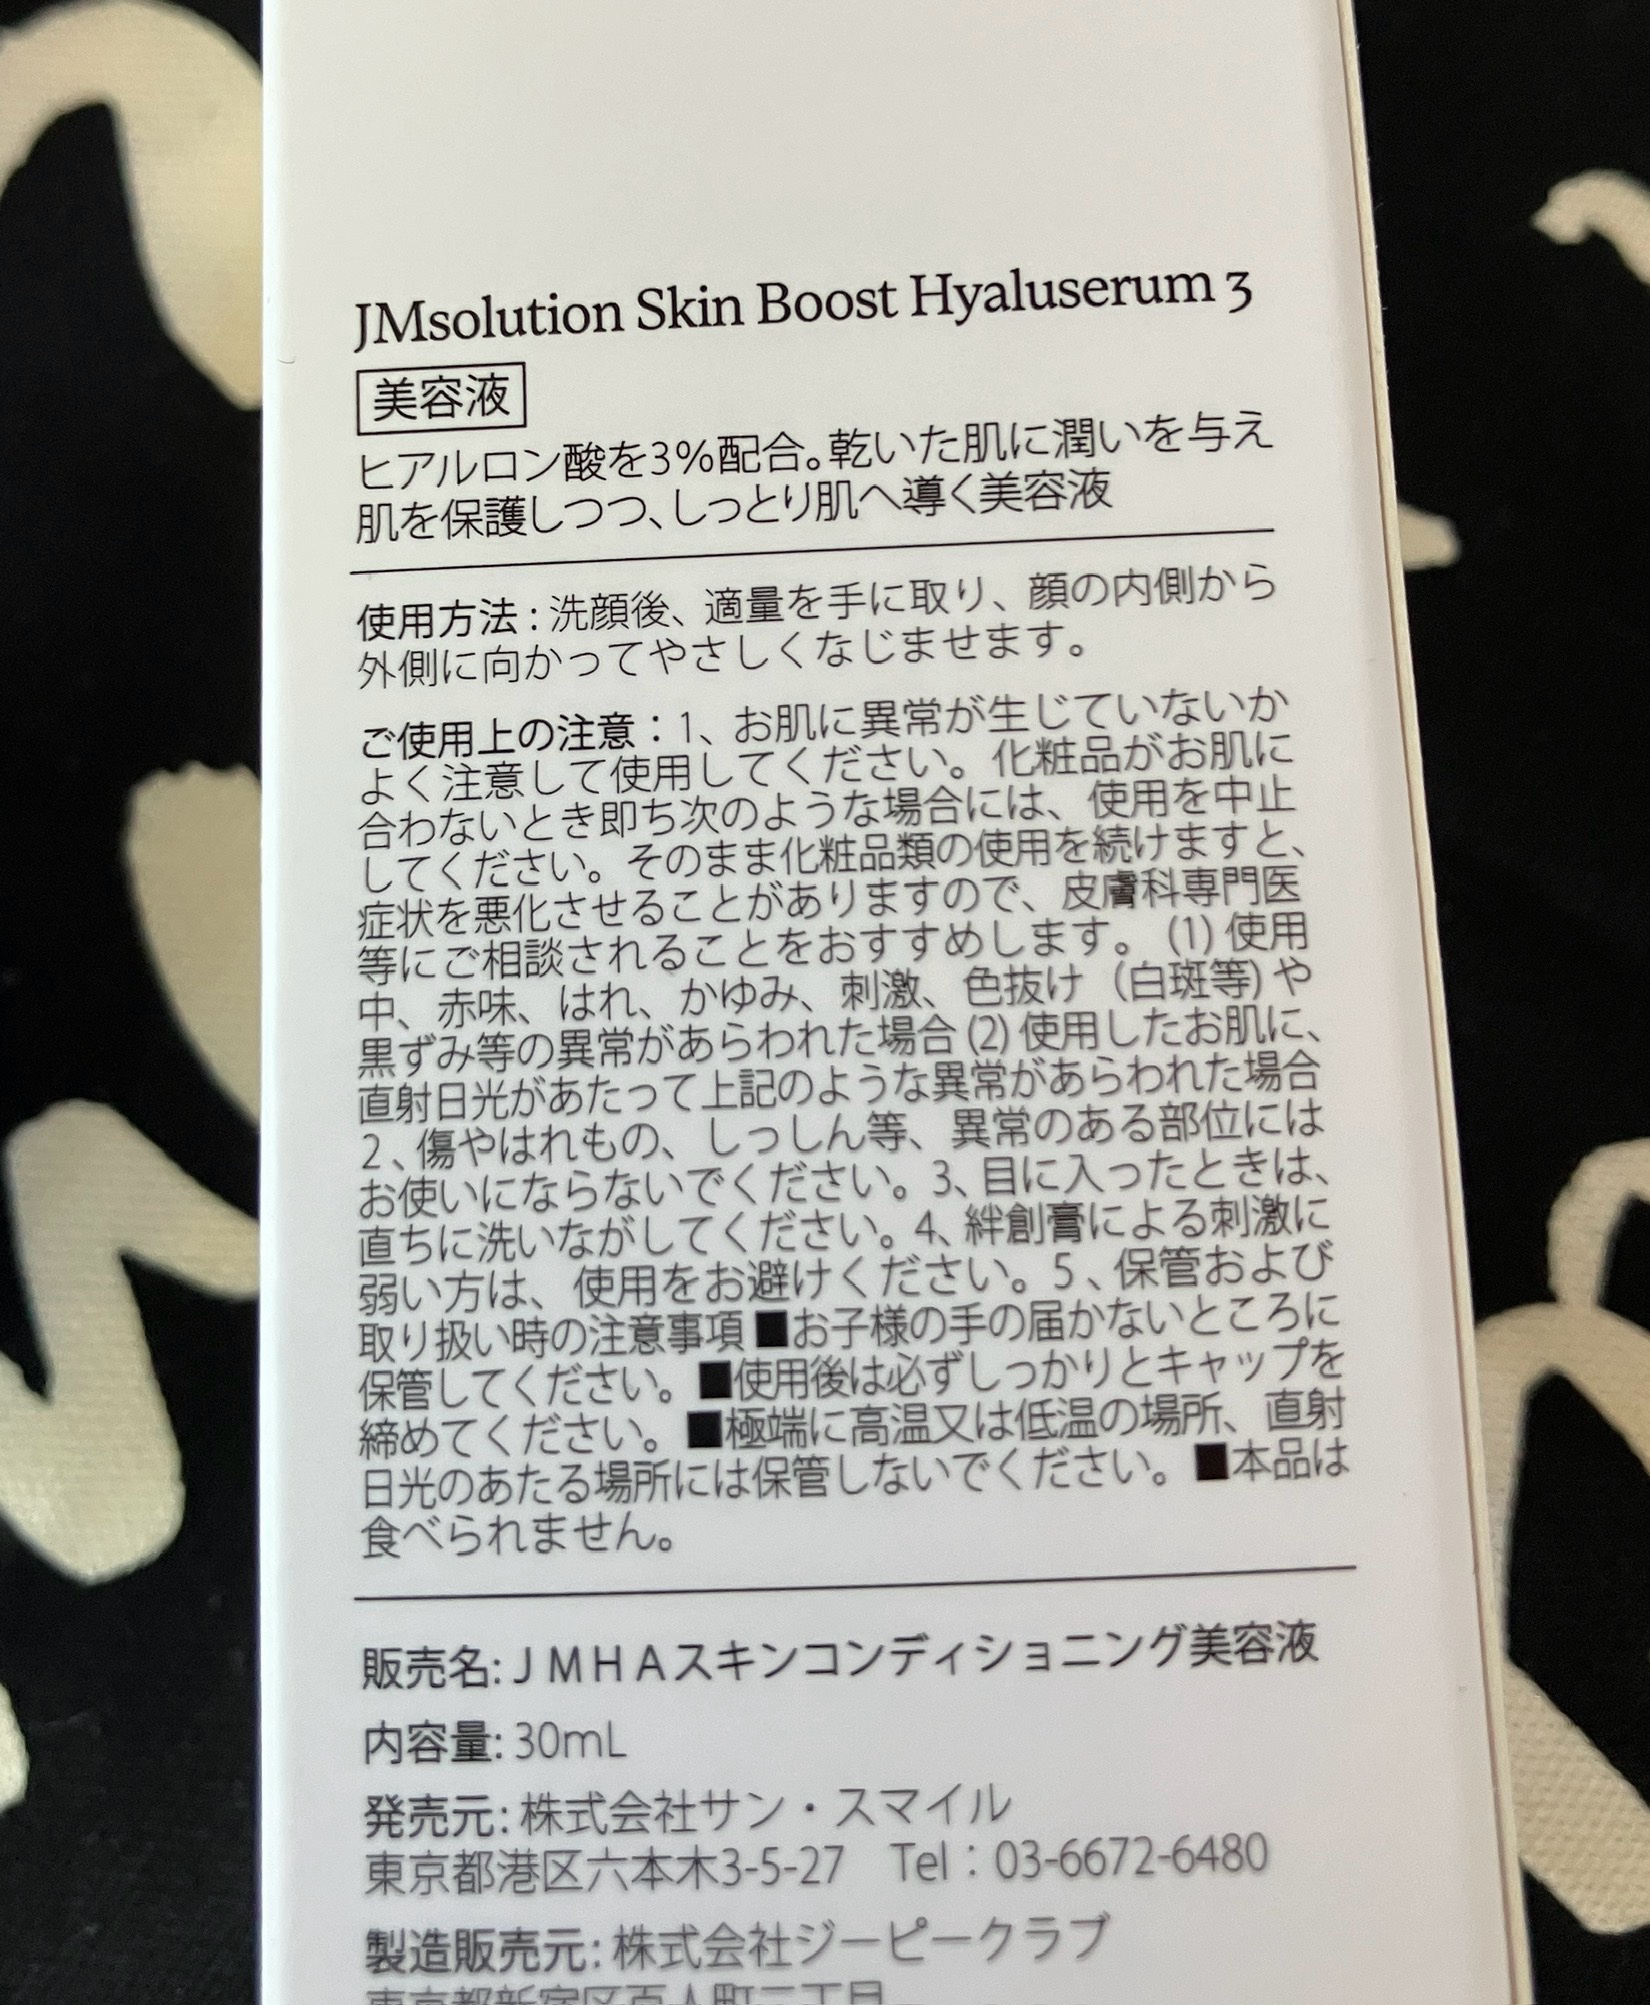 JMsolution Skin Boost Hyaluserum 3
美容液
ヒアルロン酸を3%配合。乾いた肌に潤いを与え
肌を保護しつつ、しっとり肌へ導く美容液
使用方法 : 洗顔後、適量を手に取り、顔の内側から
外側に向かってやさしくなじませます。
ご使用上の注意：1、お肌に異常が生じていないか
よく注意して使用してください。化粧品がお肌に
合わないとき即ち次のような場合には、使用を中止
してください。そのまま化粧品類の使用を続けますと、
症状を悪化させることがありますので、皮膚科専門医
等にご相談されることをおすすめします。(1) 使用
中、赤味、はれ、かゆみ、刺激、色抜け（白斑等）や
黒ずみ等の異常があらわれた場合 (2) 使用したお肌に、
直射日光があたって上記のような異常があらわれた場合
2、傷やはれもの、しっしん等、異常のある部位には
お使いにならないでください。3、目に入ったときは、
直ちに洗いながしてください。4、絆創膏による刺激に
弱い方は、使用をお避けください。5、保管および
取り扱い時の注意事項 ■お子様の手の届かないところに
保管してください。■使用後は必ずしっかりとキャップを
締めてください。■極端に高温又は低温の場所、直射
日光のあたる場所には保管しないでください。■本品は
食べられません。
販売名: ＪＭＨＡスキンコンディショニング美容液
内容量: 30mL
発売元: 株式会社サン・スマイル
東京都港区六本木3-5-27　Tel：03-6672-6480
製造販売元: 株式会社ジーピークラブ
東京都新宿区百人町二丁目